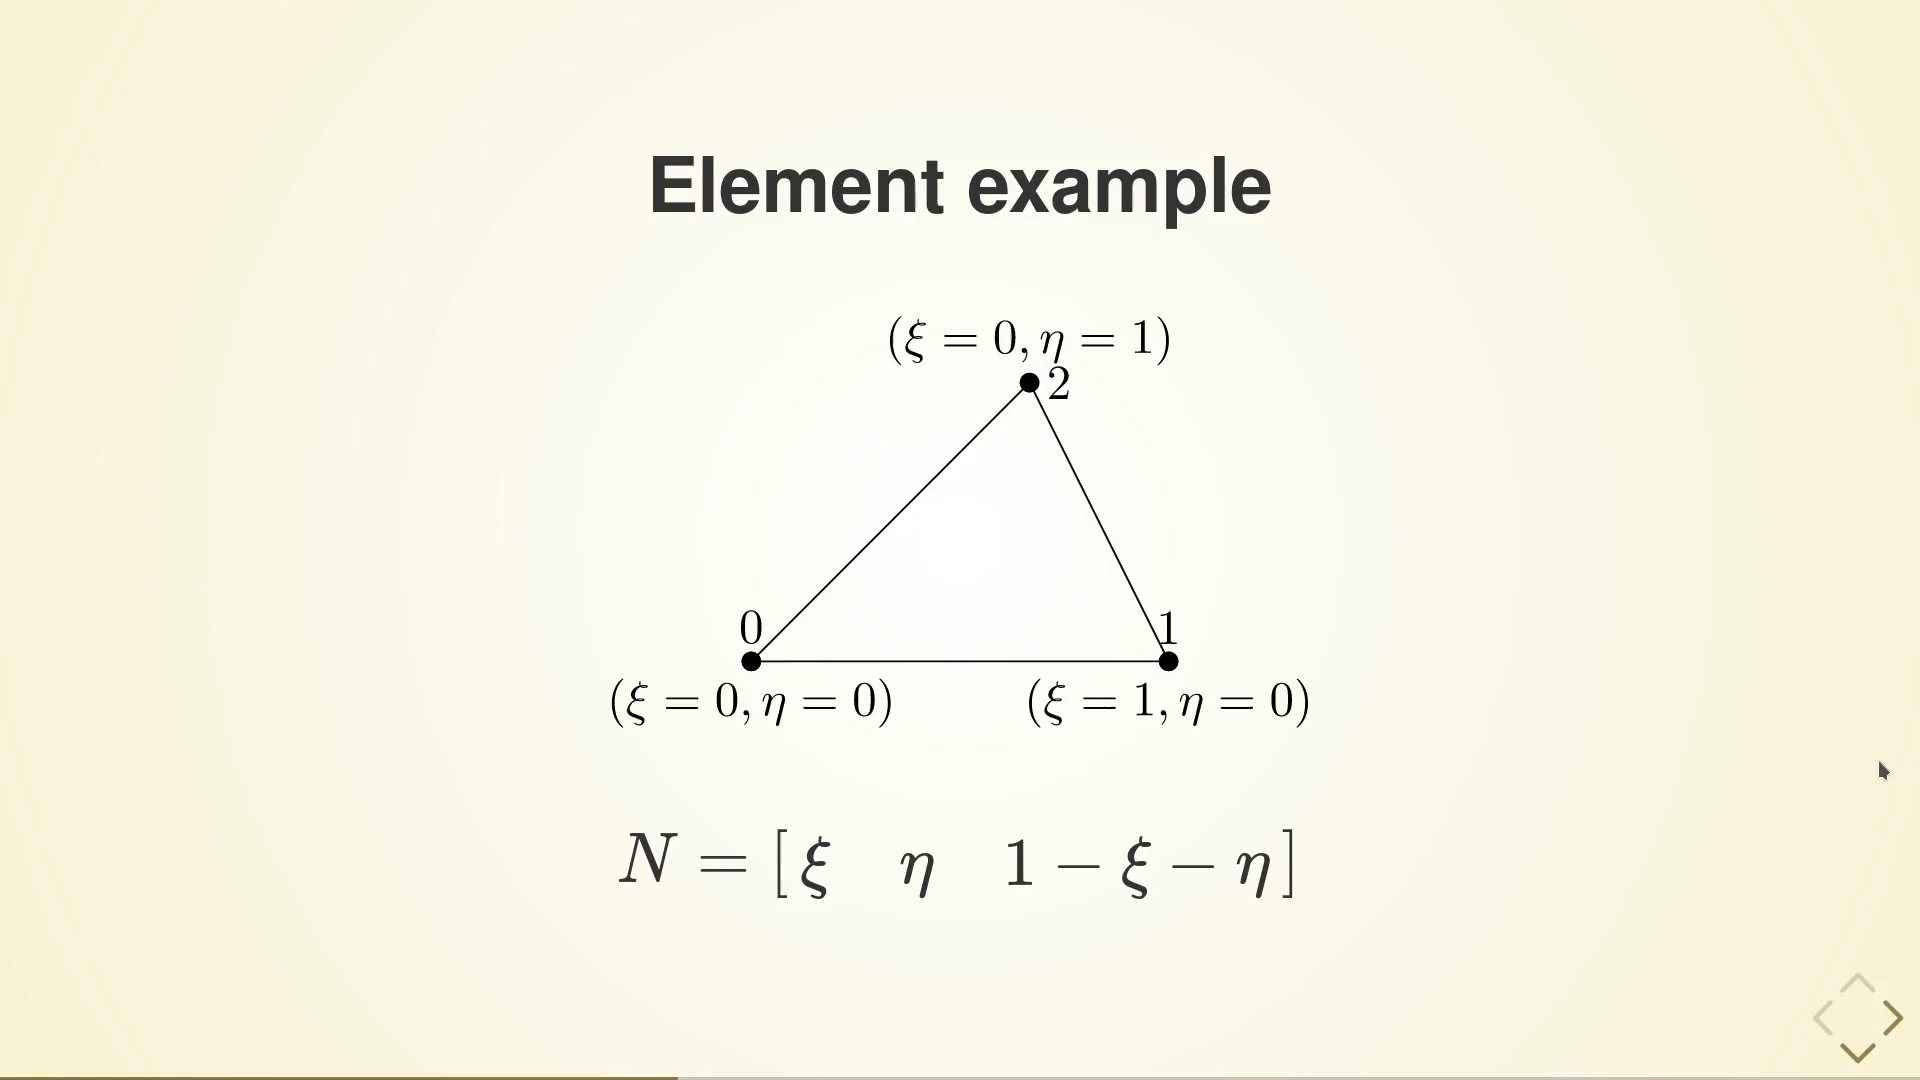 Element example
(ξ = 0, η = 1)
2
0
1
(ξ = 0, η = 0)
(ξ = 1, η = 0)
N = [ ξ η 1 − ξ − η ]